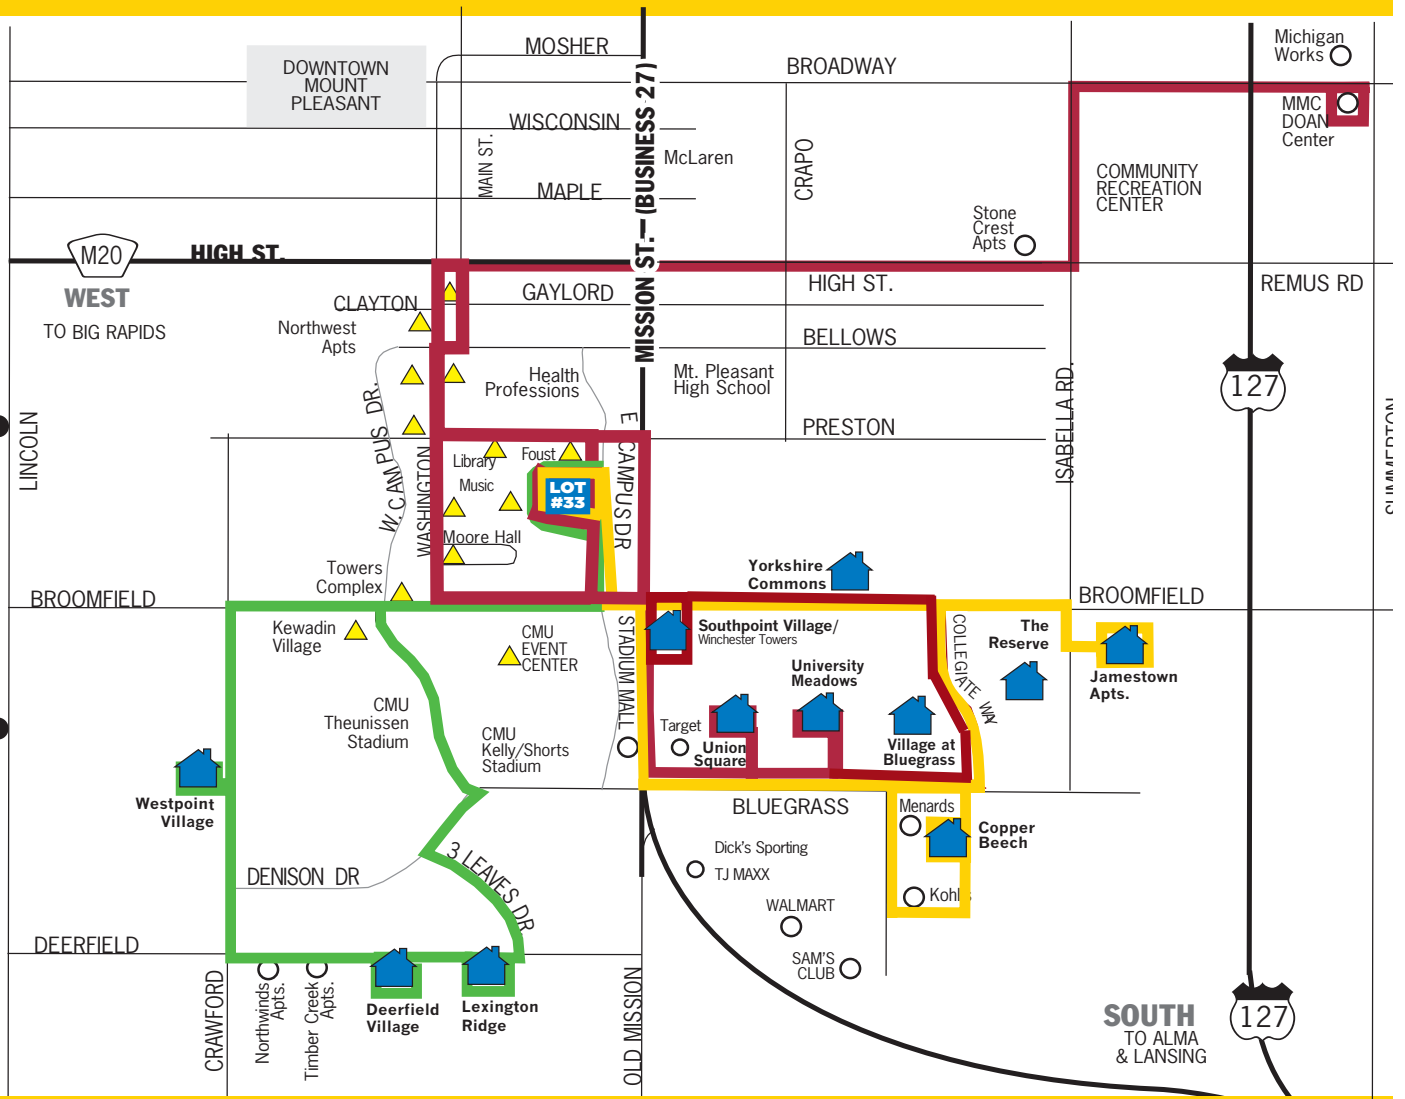 MOSHER
BROADWAY
Michigan
Works
DOWNTOWN
MOUNT
PLEASANT
MISSION ST.—(BUSINESS 27)
MMC
DOAN
Center
WISCONSIN
MAIN ST.
McLaren
CRAPO
COMMUNITY
RECREATION
CENTER
MAPLE
Stone
Crest
Apts
M20
HIGH ST.
WEST
TO BIG RAPIDS
GAYLORD
HIGH ST.
REMUS RD
CLAYTON
Northwest
Apts
BELLOWS
Health
Professions
Mt. Pleasant
High School
ISABELLA RD.
127
LINCOLN
W. CAMPUS DR.
WASHINGTON
E CAMPUS DR
PRESTON
SUMMERTON
Library
Foust
Music
LOT
#33
Moore Hall
Towers
Complex
Yorkshire
Commons
BROOMFIELD
BROOMFIELD
Kewadin
Village
CMU
EVENT
CENTER
STADIUM MALL
Southpoint Village/
Winchester Towers
COLLEGIATE WAY
The
Reserve
Jamestown
Apts.
University
Meadows
CMU
Theunissen
Stadium
CMU
Kelly/Shorts
Stadium
Target
Union
Square
Village at
Bluegrass
Westpoint
Village
BLUEGRASS
Menards
Copper
Beech
Dick's Sporting
TJ MAXX
3 LEAVES DR
DENISON DR
WALMART
Kohls
DEERFIELD
SAM'S
CLUB
CRAWFORD
Northwinds
Apts.
Timber Creek
Apts.
Deerfield
Village
Lexington
Ridge
OLD MISSION
SOUTH
TO ALMA
& LANSING
127